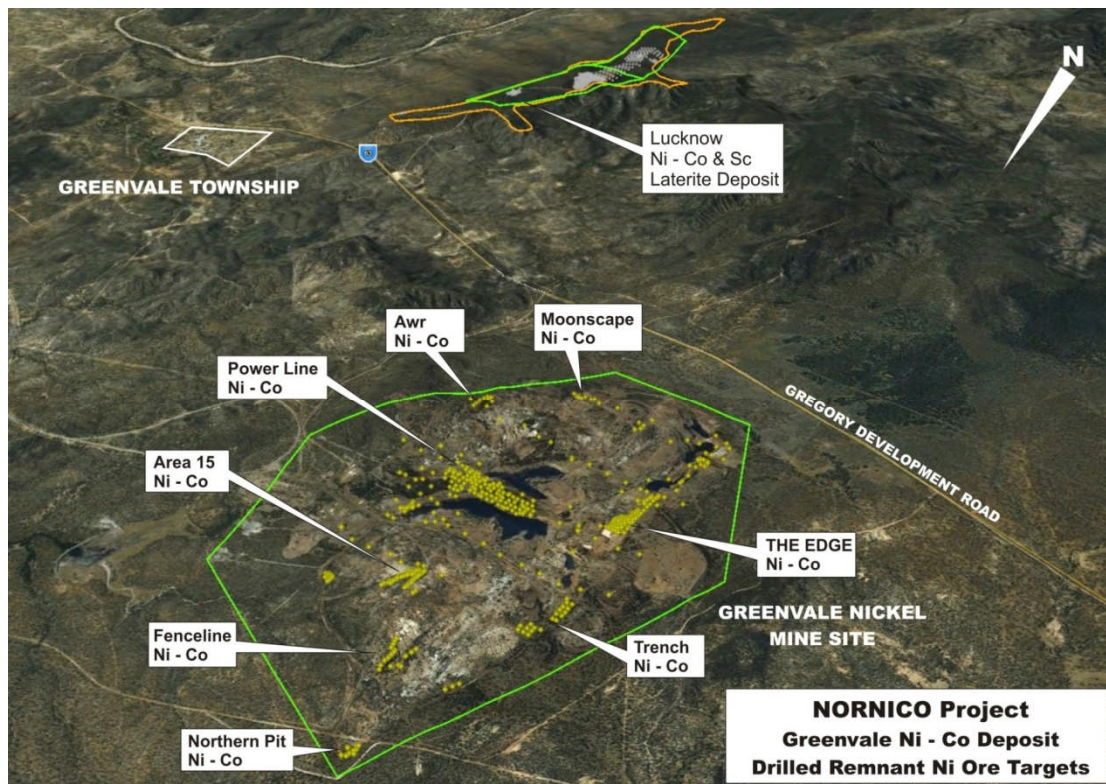 N
Lucknow
Ni - Co & Sc
Laterite Deposit
GREENVALE TOWNSHIP
Awr
Ni - Co
Moonscape
Ni - Co
Power Line
Ni - Co
GREGORY DEVELOPMENT ROAD
Area 15
Ni - Co
THE EDGE
Ni - Co
GREENVALE NICKEL
MINE SITE
Fenceline
Ni - Co
Trench
Ni - Co
Northern Pit
Ni - Co
NORNICO Project
Greenvale Ni - Co Deposit
Drilled Remnant Ni Ore Targets